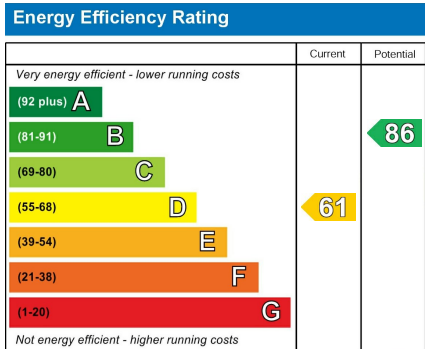 Energy Efficiency Rating
Current Potential
Very energy efficient - lower running costs
(92 plus) A
(81-91) B 86
(69-80) C
(55-68) D 61
(39-54) E
(21-38) F
(1-20) G
Not energy efficient - higher running costs